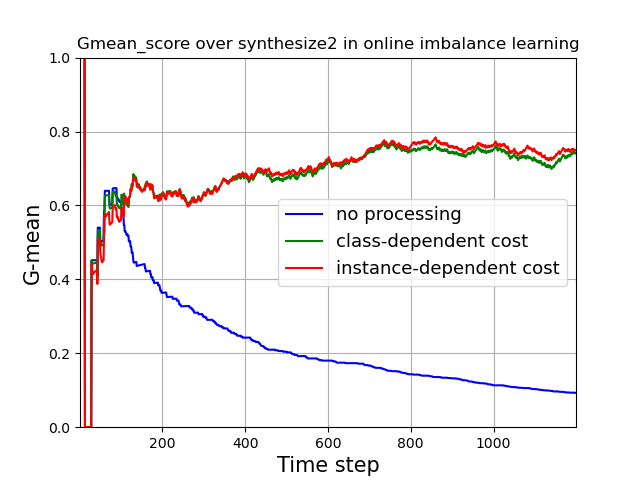 Gmean_score over synthesize2 in online imbalance learning
1.0
0.8
0.6
0.4
0.2
0.0
G-mean
no processing
class-dependent cost
instance-dependent cost
200 400 600 800 1000
Time step